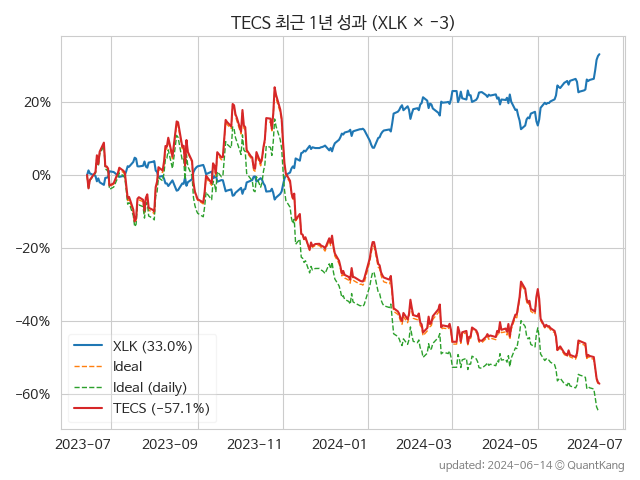 TECS 최근 1년 성과 (XLK × −3)
20%
0%
−20%
−40%
−60%
XLK (33.0%)
Ideal
Ideal (daily)
TECS (−57.1%)
2023-07
2023-09
2023-11
2024-01
2024-03
2024-05
2024-07
updated: 2024-06-14 © QuantKang